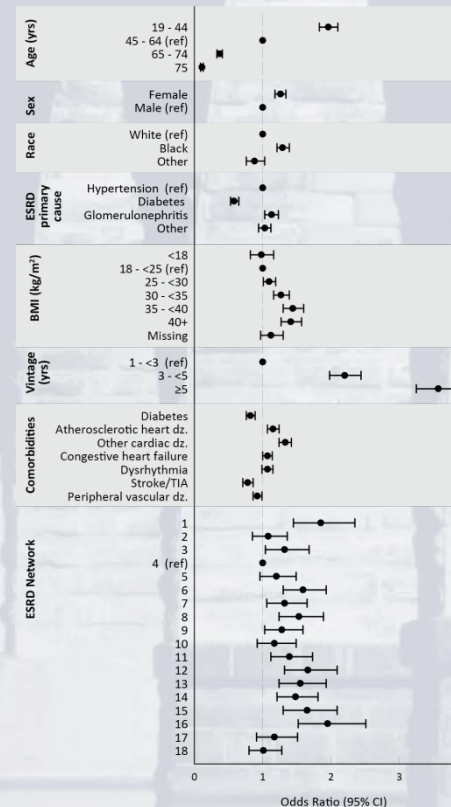 Age (yrs)
19 - 44
45 - 64 (ref)
65 - 74
75
Sex
Female
Male (ref)
Race
White (ref)
Black
Other
ESRD
primary
cause
Hypertension (ref)
Diabetes
Glomerulonephritis
Other
BMI (kg/m²)
<18
18 - <25 (ref)
25 - <30
30 - <35
35 - <40
40+
Missing
Vintage
(yrs)
1 - <3 (ref)
3 - <5
≥5
Comorbidities
Diabetes
Atherosclerotic heart dz.
Other cardiac dz.
Congestive heart failure
Dysrhythmia
Stroke/TIA
Peripheral vascular dz.
ESRD Network
1
2
3
4 (ref)
5
6
7
8
9
10
11
12
13
14
15
16
17
18
0 1 2 3
Odds Ratio (95% CI)